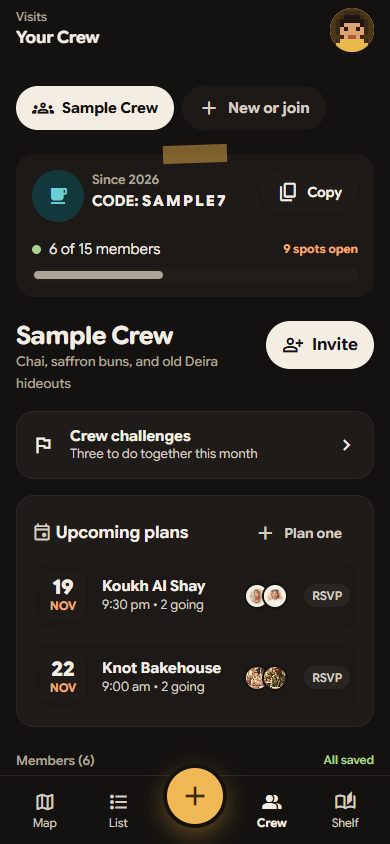 Visits
Your Crew
Sample Crew
New or join
Since 2026
CODE: SAMPLE7
Copy
6 of 15 members
9 spots open
Sample Crew
Invite
Chai, saffron buns, and old Deira
hideouts
Crew challenges
Three to do together this month
Upcoming plans
Plan one
19
NOV
Koukh Al Shay
9:30 pm • 2 going
RSVP
22
NOV
Knot Bakehouse
9:00 am • 2 going
RSVP
Members (6)
All saved
Map
List
Crew
Shelf